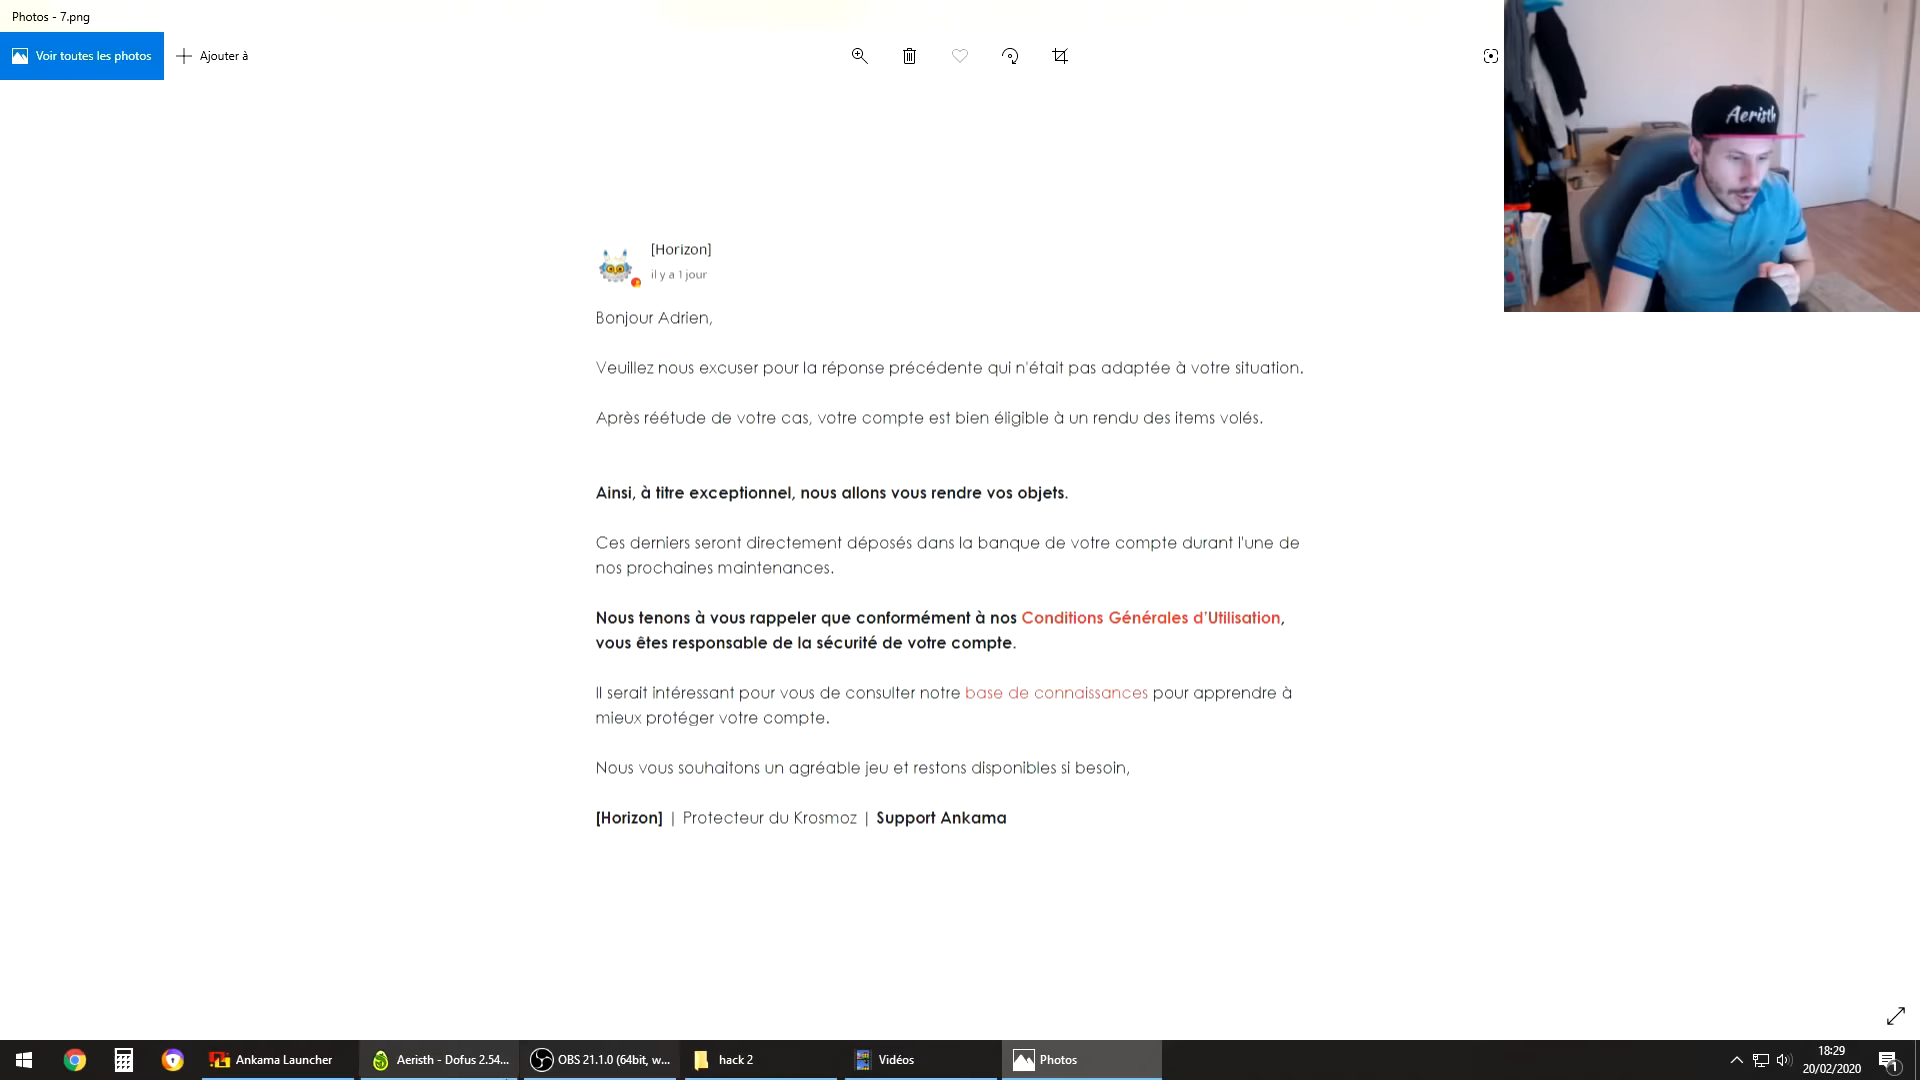 Photos - 7.png
Voir toutes les photos
Ajouter à
Aeristh
[Horizon]
il y a 1 jour
Bonjour Adrien,
Veuillez nous excuser pour la réponse précédente qui n'était pas adaptée à votre situation.
Après réétude de votre cas, votre compte est bien éligible à un rendu des items volés.
Ainsi, à titre exceptionnel, nous allons vous rendre vos objets.
Ces derniers seront directement déposés dans la banque de votre compte durant l'une de
nos prochaines maintenances.
Nous tenons à vous rappeler que conformément à nos Conditions Générales d'Utilisation,
vous êtes responsable de la sécurité de votre compte.
Il serait intéressant pour vous de consulter notre base de connaissances pour apprendre à
mieux protéger votre compte.
Nous vous souhaitons un agréable jeu et restons disponibles si besoin,
[Horizon] | Protecteur du Krosmoz | Support Ankama
Ankama Launcher
Aeristh - Dofus 2.54...
OBS 21.1.0 (64bit, w...
hack 2
Vidéos
Photos
18:29
20/02/2020
1